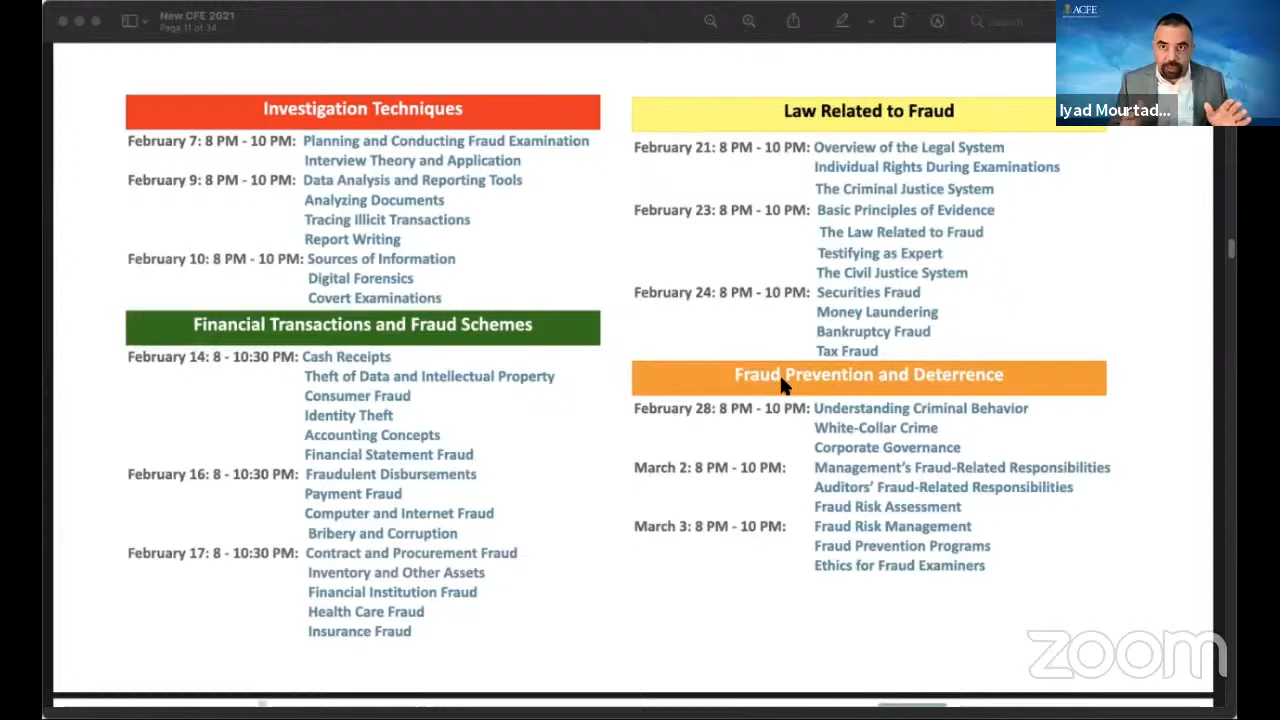 New CFE 2021
Page 11 of 34
search
ACFE
Iyad Mourtad...
Investigation Techniques
February 7: 8 PM - 10 PM: Planning and Conducting Fraud Examination
Interview Theory and Application
February 9: 8 PM - 10 PM: Data Analysis and Reporting Tools
Analyzing Documents
Tracing Illicit Transactions
Report Writing
February 10: 8 PM - 10 PM: Sources of Information
Digital Forensics
Covert Examinations
Financial Transactions and Fraud Schemes
February 14: 8 - 10:30 PM: Cash Receipts
Theft of Data and Intellectual Property
Consumer Fraud
Identity Theft
Accounting Concepts
Financial Statement Fraud
February 16: 8 - 10:30 PM: Fraudulent Disbursements
Payment Fraud
Computer and Internet Fraud
Bribery and Corruption
February 17: 8 - 10:30 PM: Contract and Procurement Fraud
Inventory and Other Assets
Financial Institution Fraud
Health Care Fraud
Insurance Fraud
Law Related to Fraud
February 21: 8 PM - 10 PM: Overview of the Legal System
Individual Rights During Examinations
The Criminal Justice System
February 23: 8 PM - 10 PM: Basic Principles of Evidence
The Law Related to Fraud
Testifying as Expert
The Civil Justice System
February 24: 8 PM - 10 PM: Securities Fraud
Money Laundering
Bankruptcy Fraud
Tax Fraud
Fraud Prevention and Deterrence
February 28: 8 PM - 10 PM: Understanding Criminal Behavior
White-Collar Crime
Corporate Governance
March 2: 8 PM - 10 PM: Management's Fraud-Related Responsibilities
Auditors' Fraud-Related Responsibilities
Fraud Risk Assessment
March 3: 8 PM - 10 PM: Fraud Risk Management
Fraud Prevention Programs
Ethics for Fraud Examiners
zoom